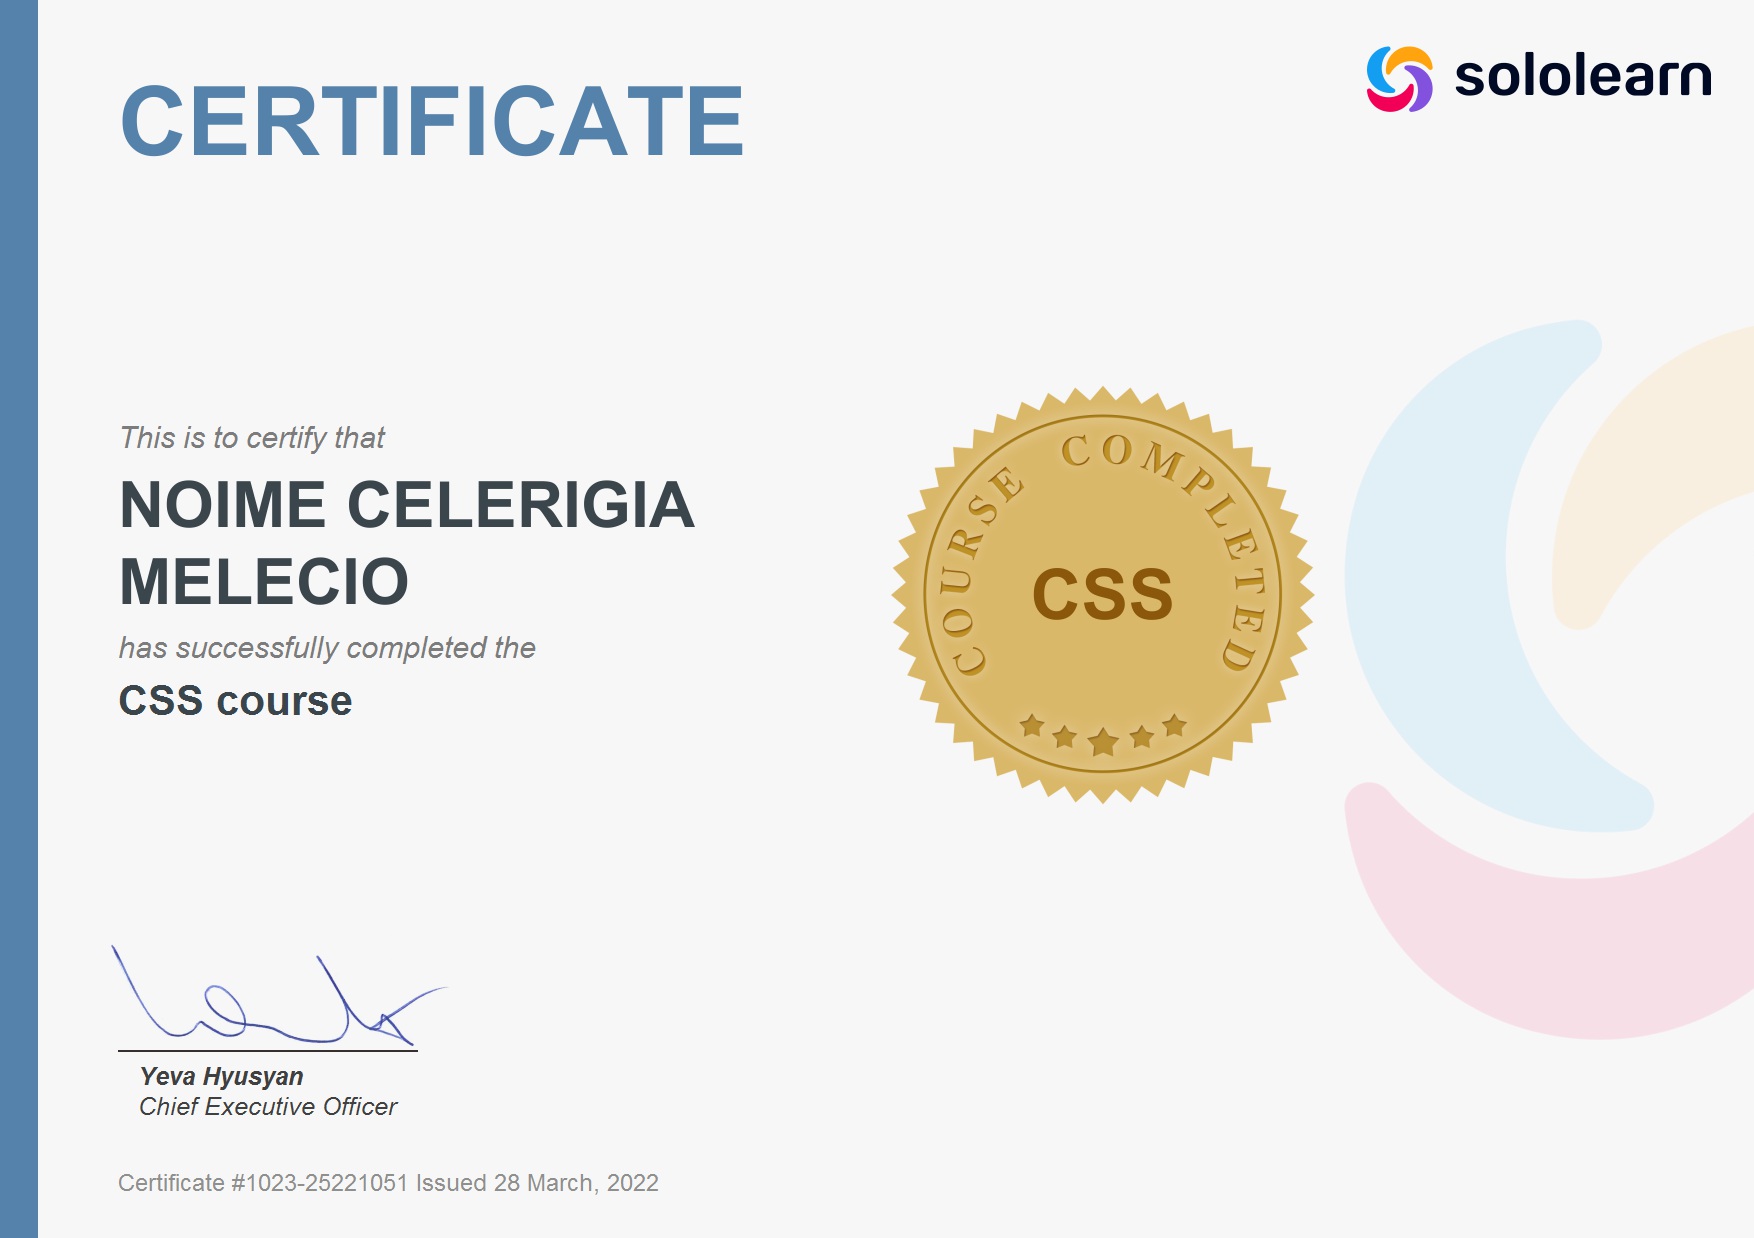 CERTIFICATE
sololearn
This is to certify that
NOIME CELERIGIA
MELECIO
has successfully completed the
CSS course
COURSE COMPLETED
CSS
Yeva Hyusyan
Chief Executive Officer
Certificate #1023-25221051 Issued 28 March, 2022